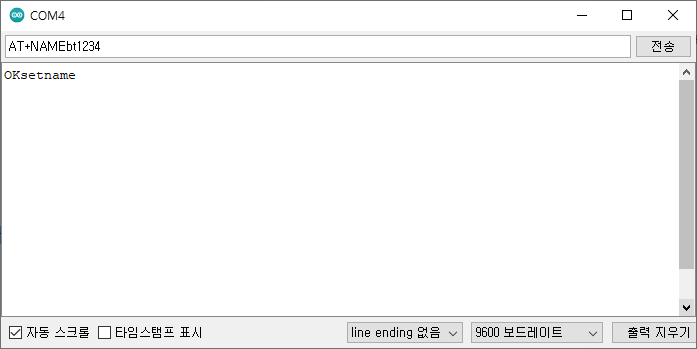 COM4
AT+NAMEbt1234
전송
OKsetname
자동 스크롤 타임스탬프 표시 line ending 없음 9600 보드레이트 출력 지우기